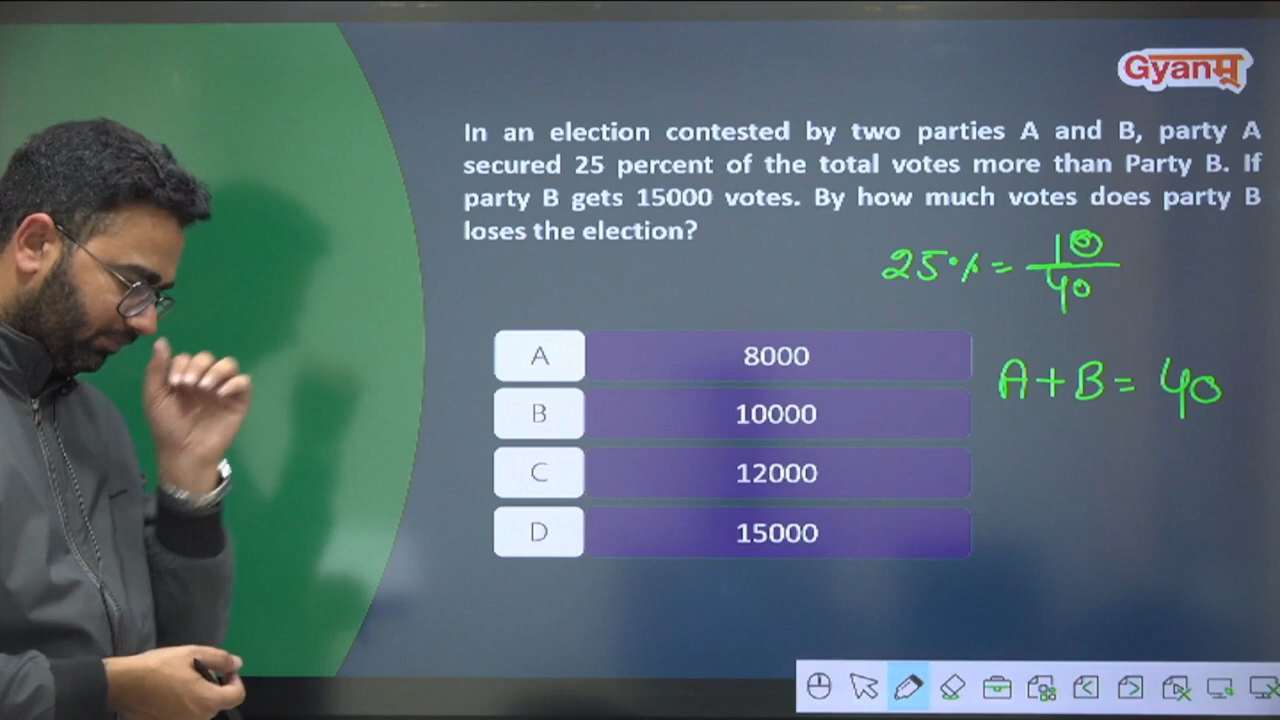 Gyanम्
In an election contested by two parties A and B, party A
secured 25 percent of the total votes more than Party B. If
party B gets 15000 votes. By how much votes does party B
loses the election?
25%= 10/40
A 8000
A+B= 40
B 10000
C 12000
D 15000